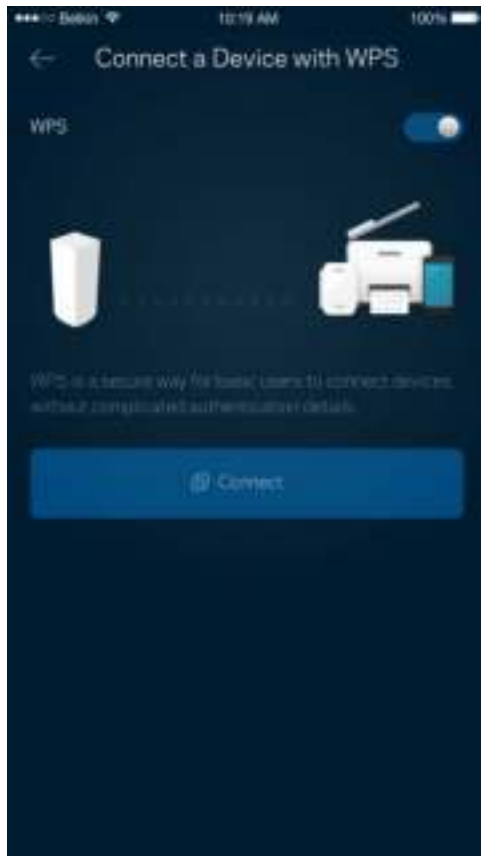 Belkin 10:19 AM 100%
Connect a Device with WPS
WPS
WPS is a secure way for basic users to connect devices
without complicated authentication details.
Connect